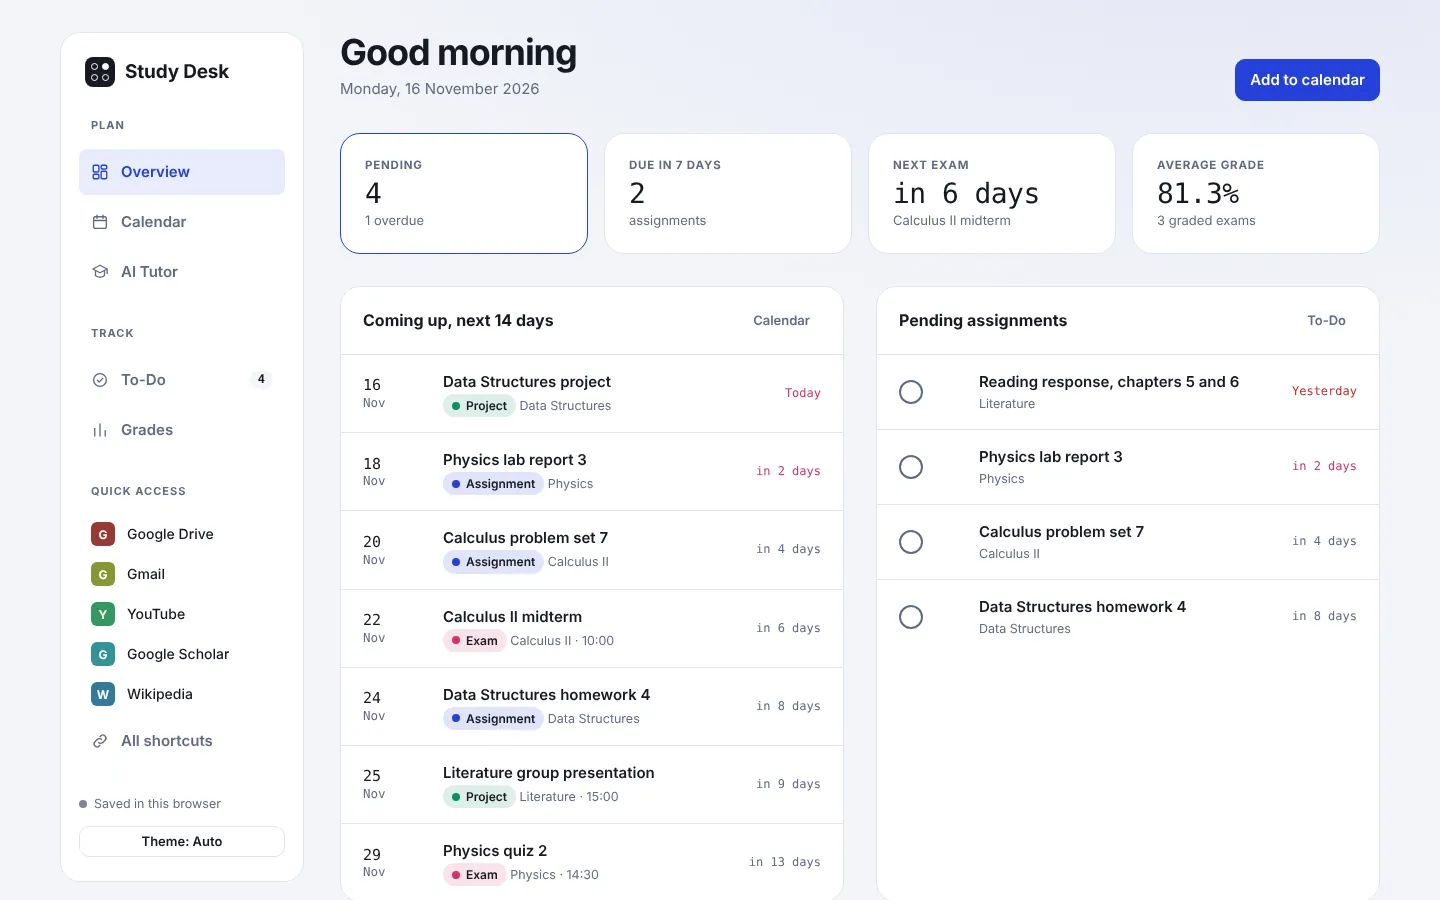 Study Desk
PLAN
Overview
Calendar
AI Tutor
TRACK
To-Do 4
Grades
QUICK ACCESS
G Google Drive
G Gmail
Y YouTube
G Google Scholar
W Wikipedia
All shortcuts
Saved in this browser
Theme: Auto
Good morning
Monday, 16 November 2026
Add to calendar
PENDING
4
1 overdue
DUE IN 7 DAYS
2
assignments
NEXT EXAM
in 6 days
Calculus II midterm
AVERAGE GRADE
81.3%
3 graded exams
Coming up, next 14 days Calendar
16 Nov
Data Structures project
Project Data Structures
Today
18 Nov
Physics lab report 3
Assignment Physics
in 2 days
20 Nov
Calculus problem set 7
Assignment Calculus II
in 4 days
22 Nov
Calculus II midterm
Exam Calculus II · 10:00
in 6 days
24 Nov
Data Structures homework 4
Assignment Data Structures
in 8 days
25 Nov
Literature group presentation
Project Literature · 15:00
in 9 days
29 Nov
Physics quiz 2
Exam Physics · 14:30
in 13 days
Pending assignments To-Do
Reading response, chapters 5 and 6
Literature
Yesterday
Physics lab report 3
Physics
in 2 days
Calculus problem set 7
Calculus II
in 4 days
Data Structures homework 4
Data Structures
in 8 days